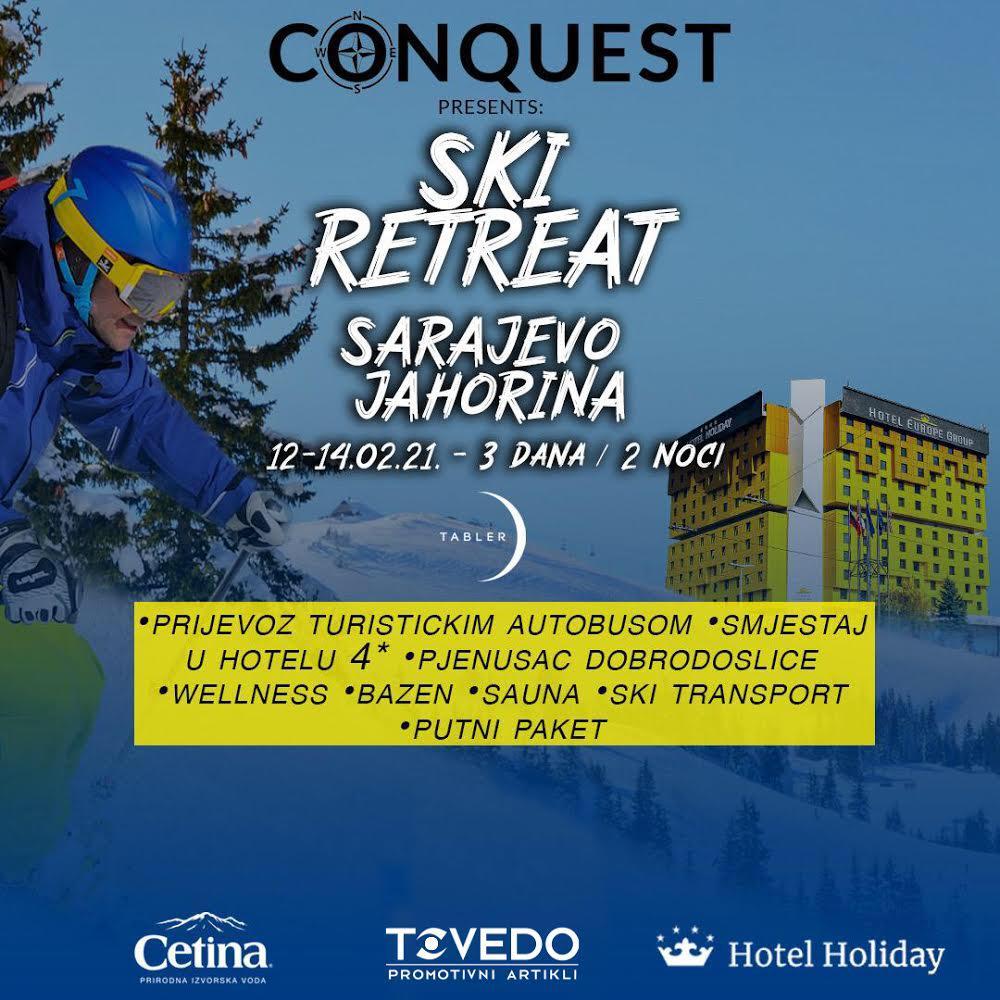 CONQUEST
N
W E
S
PRESENTS:
SKI
RETREAT
SARAJEVO
JAHORINA
12-14.02.21. - 3 DANA / 2 NOCI
HOTEL HOLIDAY
HOTEL EUROPE GROUP
TABLER
•PRIJEVOZ TURISTICKIM AUTOBUSOM •SMJESTAJ
U HOTELU 4* •PJENUSAC DOBRODOSLICE
•WELLNESS •BAZEN •SAUNA •SKI TRANSPORT
•PUTNI PAKET
Cetina
PRIRODNA IZVORSKA VODA
TOVEDO
PROMOTIVNI ARTIKLI
Hotel Holiday